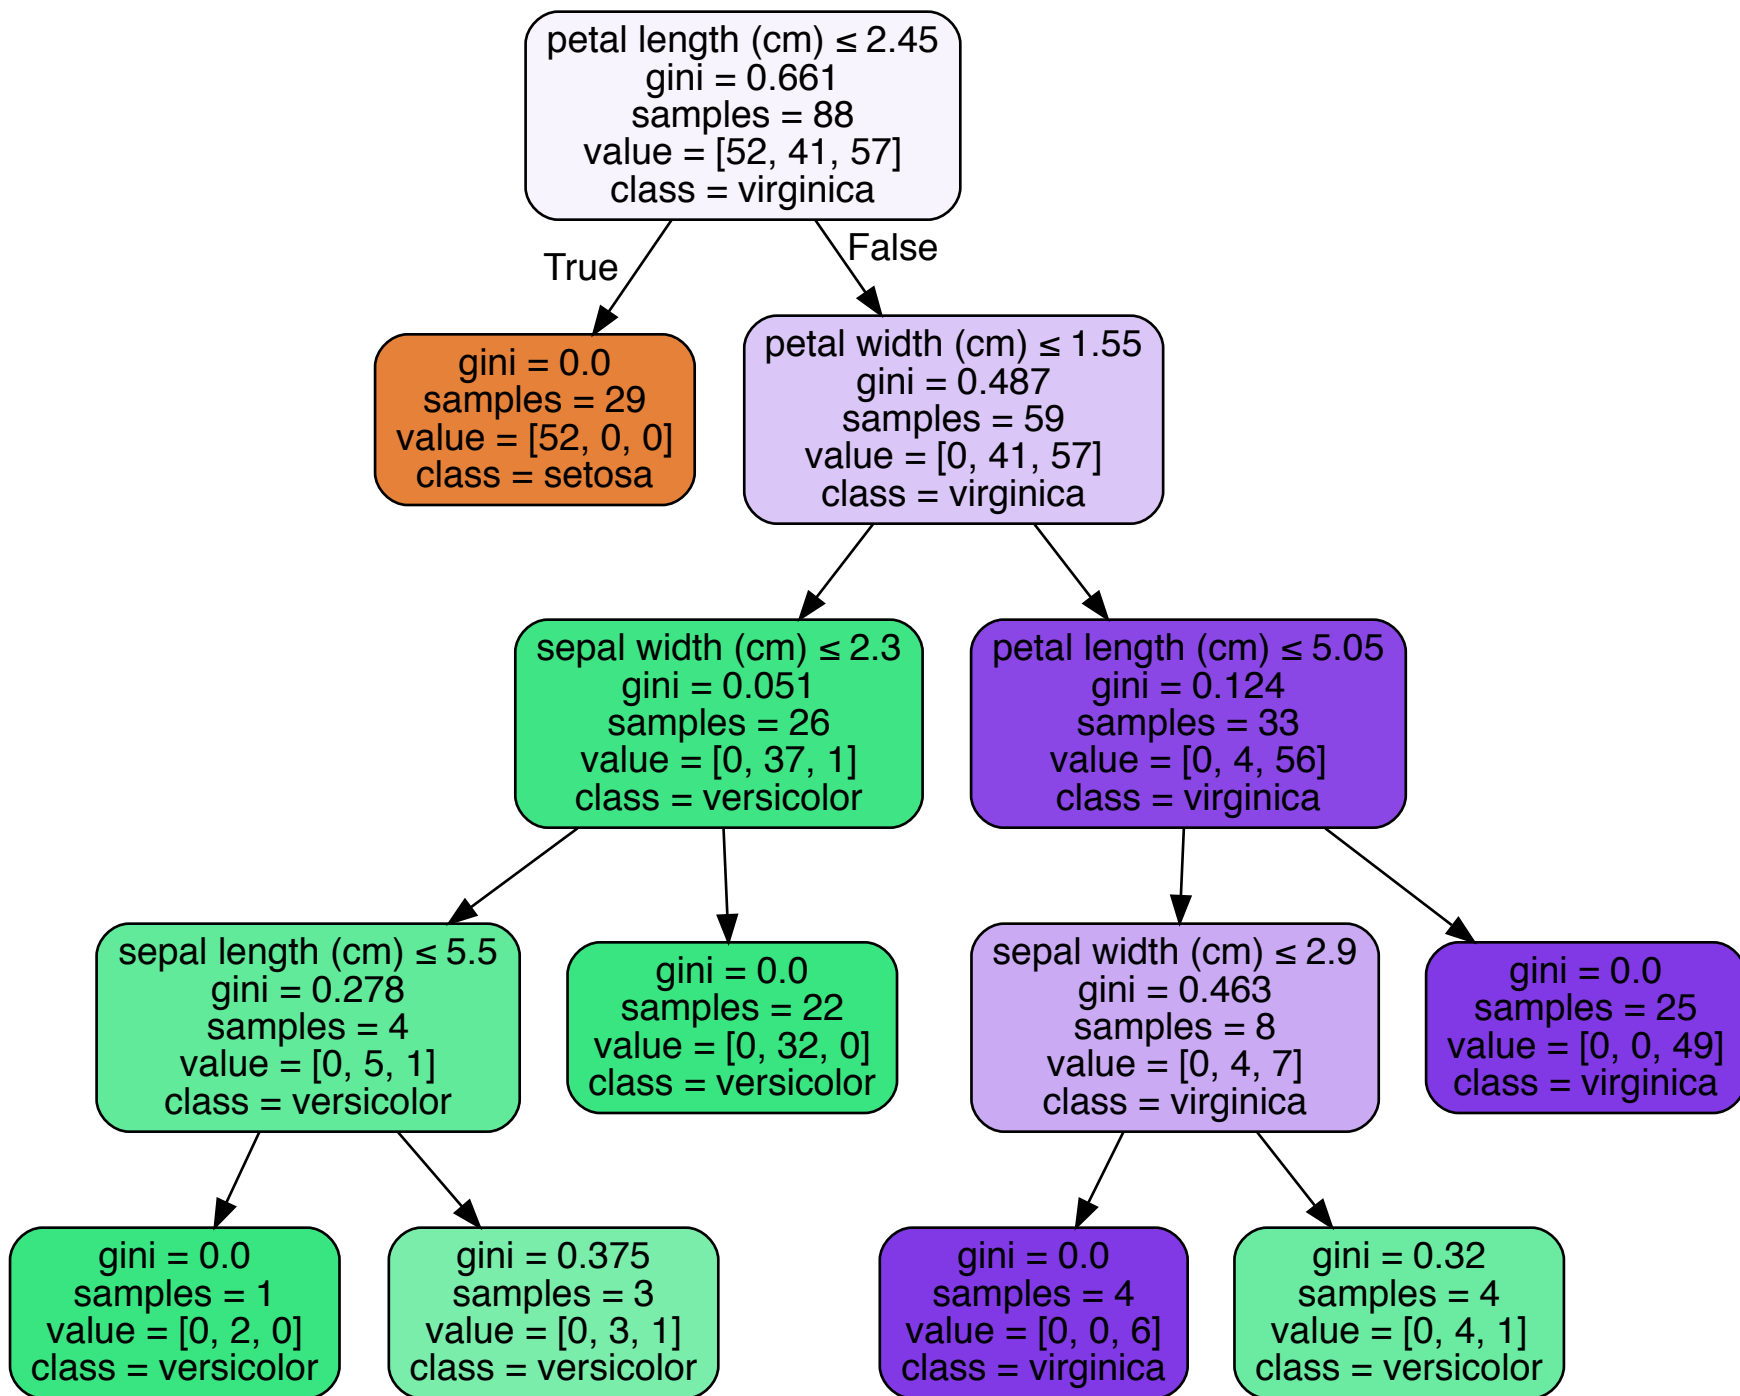 petal length (cm) ≤ 2.45
gini = 0.661
samples = 88
value = [52, 41, 57]
class = virginica
True
False
gini = 0.0
samples = 29
value = [52, 0, 0]
class = setosa
petal width (cm) ≤ 1.55
gini = 0.487
samples = 59
value = [0, 41, 57]
class = virginica
sepal width (cm) ≤ 2.3
gini = 0.051
samples = 26
value = [0, 37, 1]
class = versicolor
petal length (cm) ≤ 5.05
gini = 0.124
samples = 33
value = [0, 4, 56]
class = virginica
sepal length (cm) ≤ 5.5
gini = 0.278
samples = 4
value = [0, 5, 1]
class = versicolor
gini = 0.0
samples = 22
value = [0, 32, 0]
class = versicolor
sepal width (cm) ≤ 2.9
gini = 0.463
samples = 8
value = [0, 4, 7]
class = virginica
gini = 0.0
samples = 25
value = [0, 0, 49]
class = virginica
gini = 0.0
samples = 1
value = [0, 2, 0]
class = versicolor
gini = 0.375
samples = 3
value = [0, 3, 1]
class = versicolor
gini = 0.0
samples = 4
value = [0, 0, 6]
class = virginica
gini = 0.32
samples = 4
value = [0, 4, 1]
class = versicolor